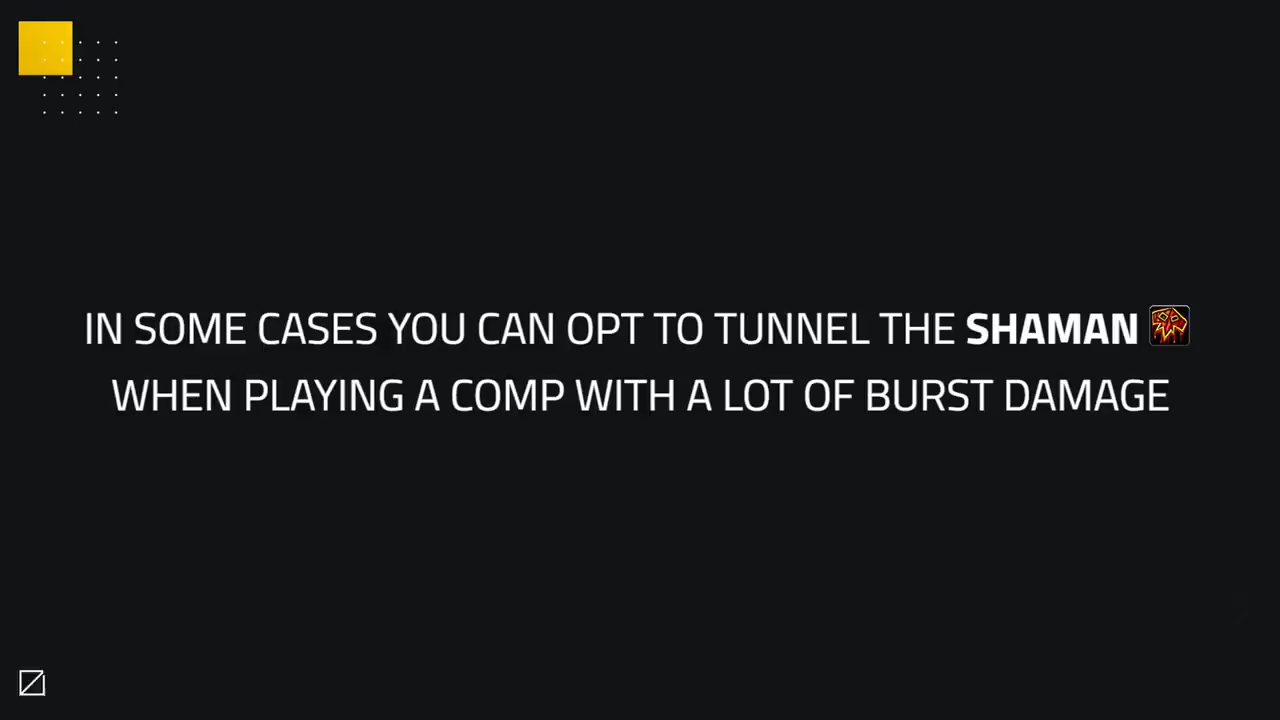 IN SOME CASES YOU CAN OPT TO TUNNEL THE SHAMAN
WHEN PLAYING A COMP WITH A LOT OF BURST DAMAGE